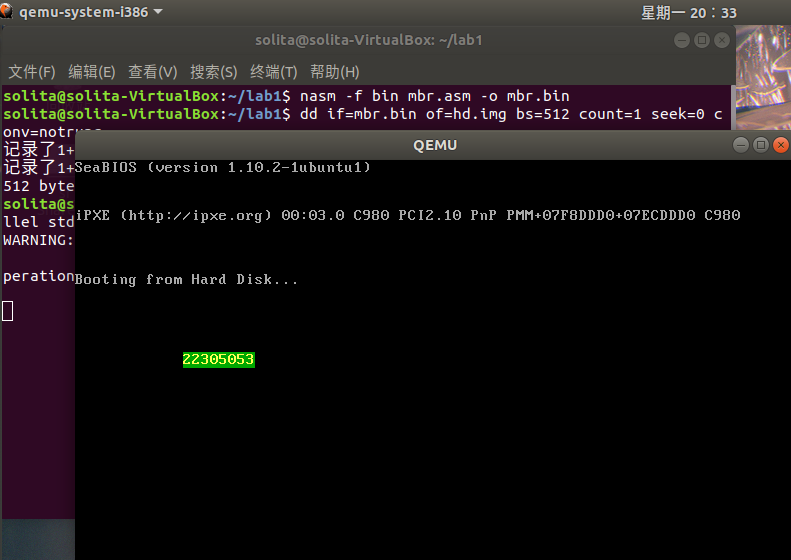 qemu-system-i386
星期一 20：33
solita@solita-VirtualBox: ~/lab1
文件(F) 编辑(E) 查看(V) 搜索(S) 终端(T) 帮助(H)
solita@solita-VirtualBox:~/lab1$ nasm -f bin mbr.asm -o mbr.bin
solita@solita-VirtualBox:~/lab1$ dd if=mbr.bin of=hd.img bs=512 count=1 seek=0 c
QEMU
记录了1+
记录了1+
512 byte
solita@s
llel std
WARNING:
peration
SeaBIOS (version 1.10.2-1ubuntu1)
iPXE (http://ipxe.org) 00:03.0 C980 PCI2.10 PnP PMM+07F8DDD0+07ECDDD0 C980
Booting from Hard Disk...
22305053